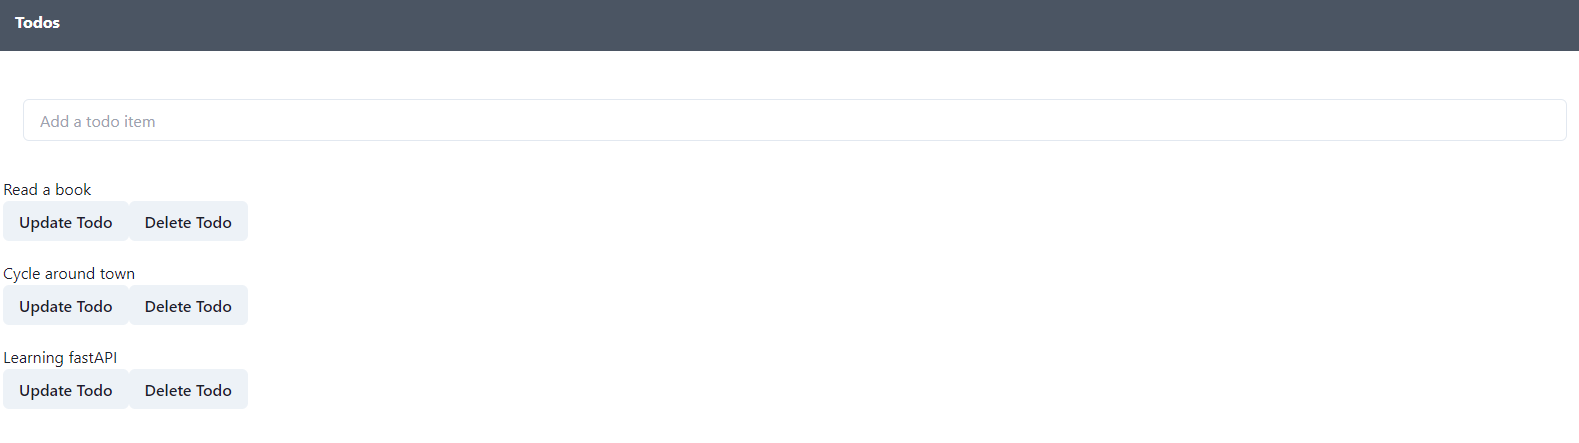 Todos
Add a todo item
Read a book
Update Todo Delete Todo
Cycle around town
Update Todo Delete Todo
Learning fastAPI
Update Todo Delete Todo